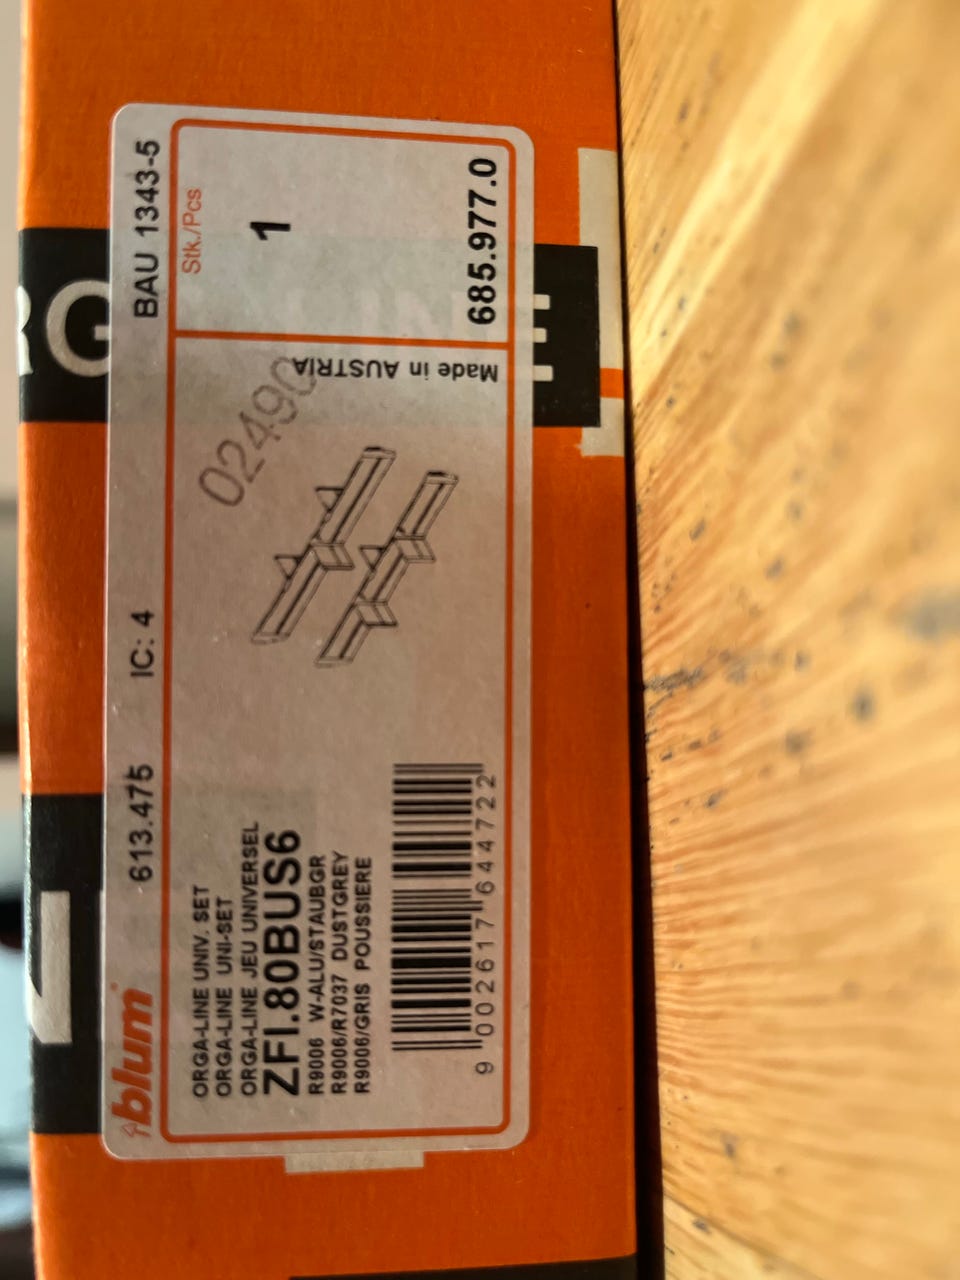 blum
613.475
IC: 4
BAU 1343-5
ORGA-LINE UNIV. SET
ORGA-LINE UNI-SET
ORGA-LINE JEU UNIVERSEL
ZFI.80BUS6
R9006 W-ALU/STAUBGR
R9006/R7037 DUSTGREY
R9006/GRIS POUSSIERE
9 002617 644722
02490
Made in AUSTRIA
Stk./Pcs
1
685.977.0